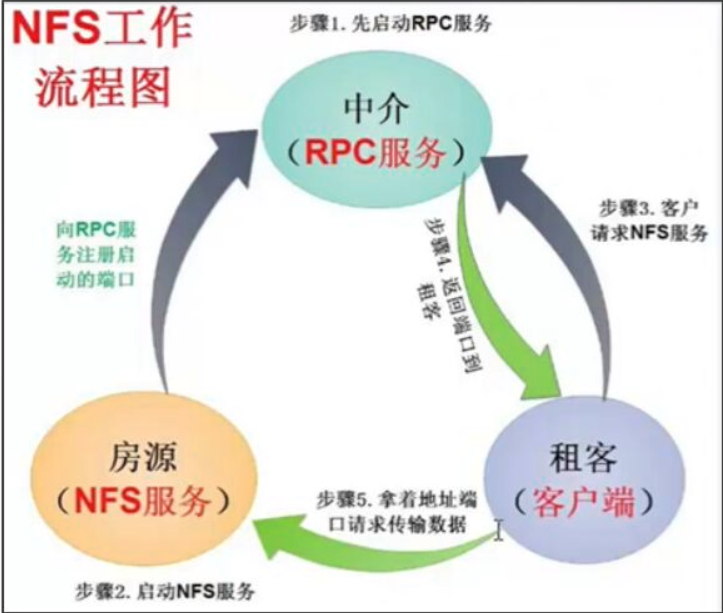 NFS工作
流程图
步骤1. 先启动RPC服务
中介
（RPC服务）
向RPC服
务注册启
动的端口
步骤3. 客户
请求NFS服务
步骤4. 返回端口到
租客
房源
（NFS服务）
租客
（客户端）
步骤5. 拿着地址端
口请求传输数据
步骤2. 启动NFS服务